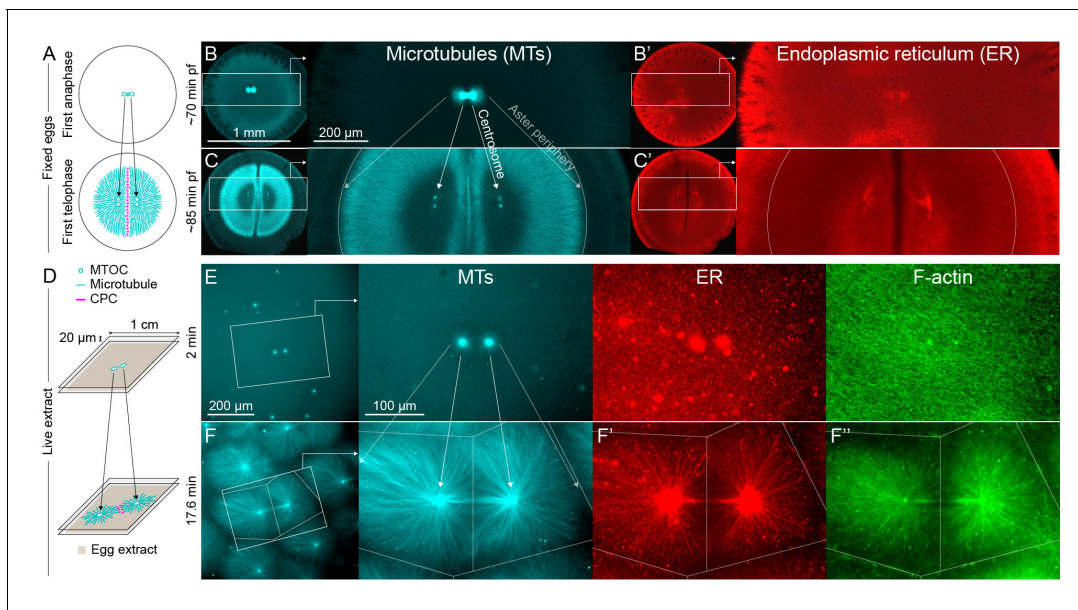 A
Fixed eggs
First anaphase
First telophase
~70 min pf
~85 min pf
B
1 mm
Microtubules (MTs)
200 µm
Centrosome
Aster periphery
B'
Endoplasmic reticulum (ER)
C
C'
D
MTOC
Microtubule
CPC
1 cm
20 µm
Live extract
Egg extract
2 min
17.6 min
E
200 µm
MTs
100 µm
ER
F-actin
F
F'
F''